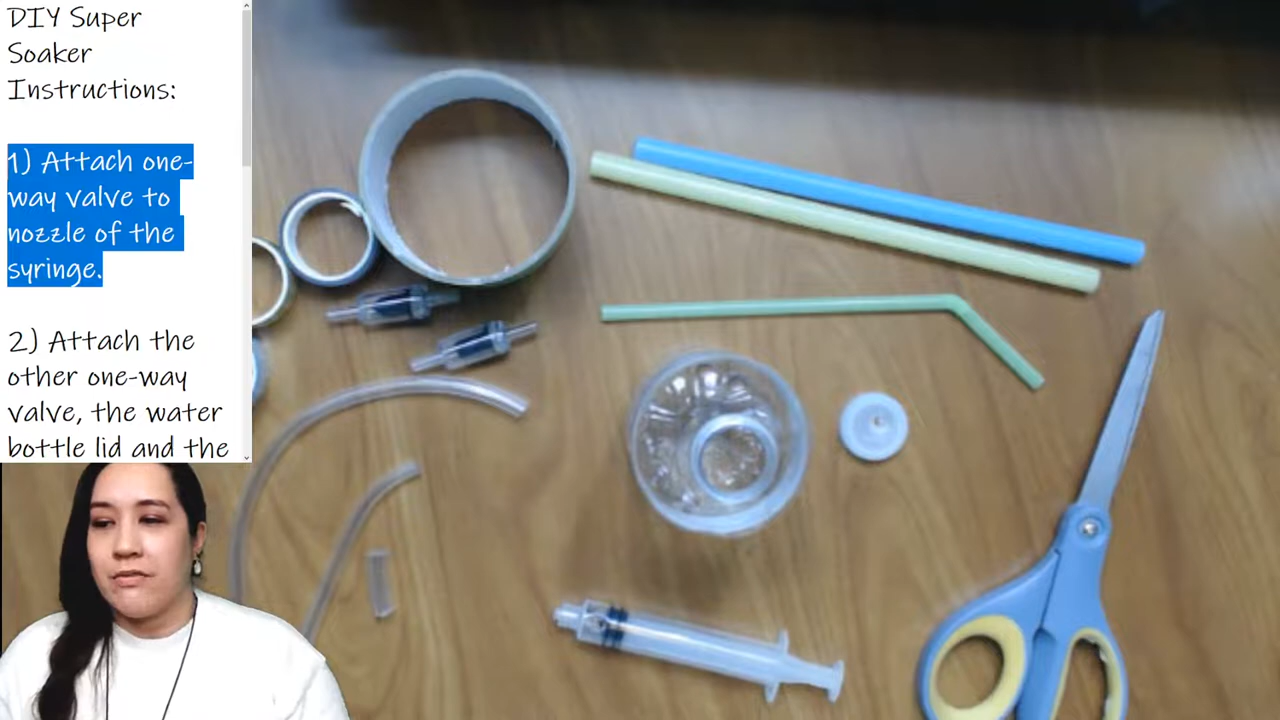 DIY Super
Soaker
Instructions:
1) Attach one-
way valve to
nozzle of the
syringe.
2) Attach the
other one-way
valve, the water
bottle lid and the